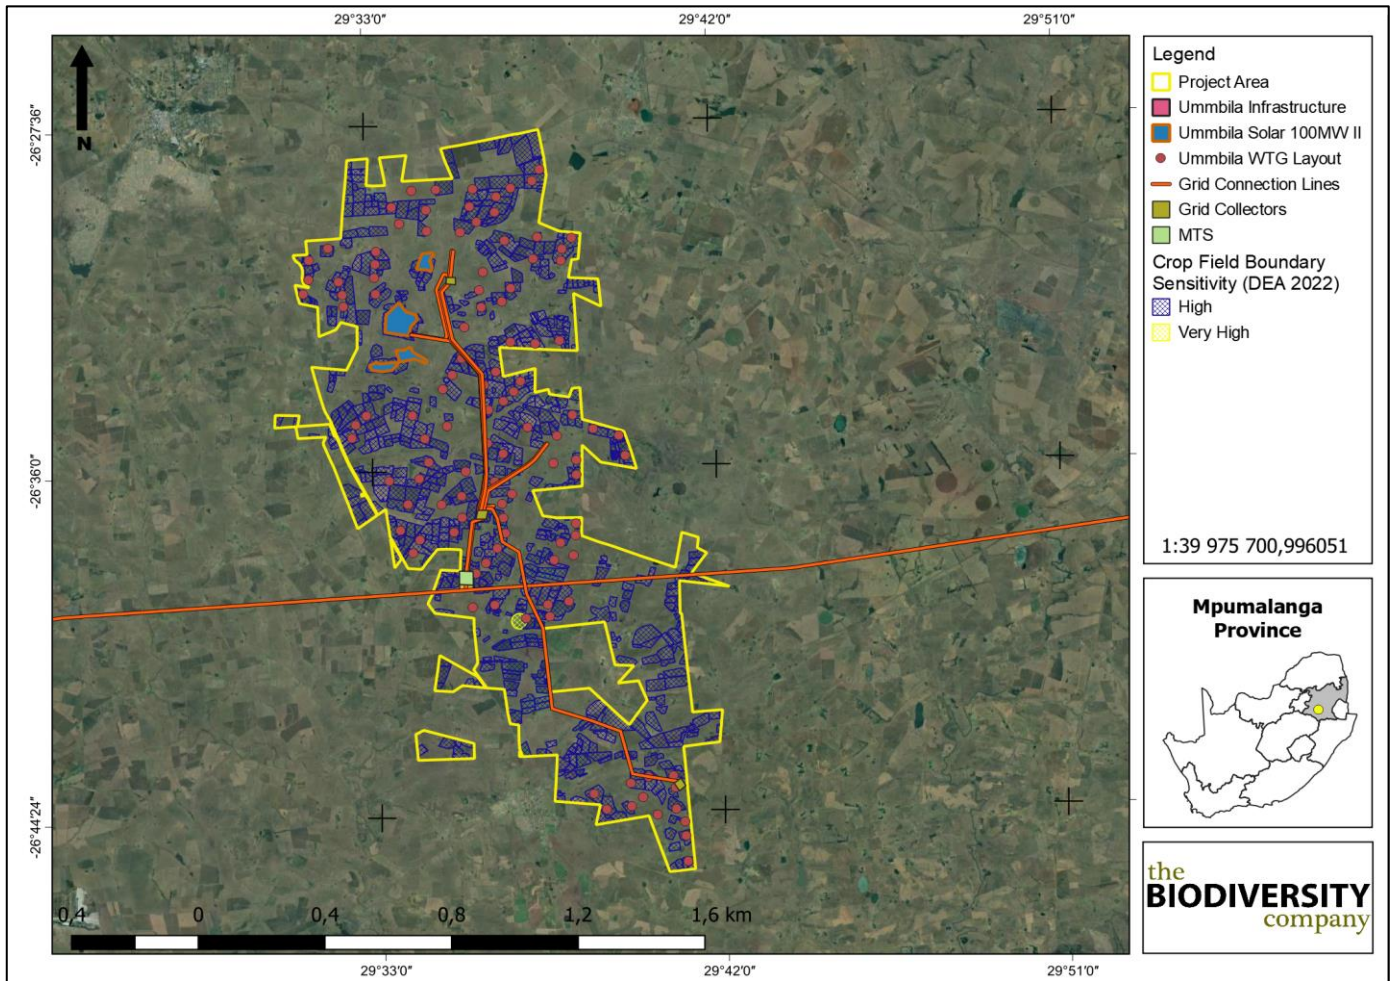 29°33'0" 29°42'0" 29°51'0"
-26°27'36"
-26°36'0"
-26°44'24"
N
0,4 0 0,4 0,8 1,2 1,6 km
29°33'0" 29°42'0" 29°51'0"
Legend
Project Area
Ummbila Infrastructure
Ummbila Solar 100MW II
Ummbila WTG Layout
Grid Connection Lines
Grid Collectors
MTS
Crop Field Boundary
Sensitivity (DEA 2022)
High
Very High
1:39 975 700,996051
Mpumalanga
Province
the
BIODIVERSITY
company